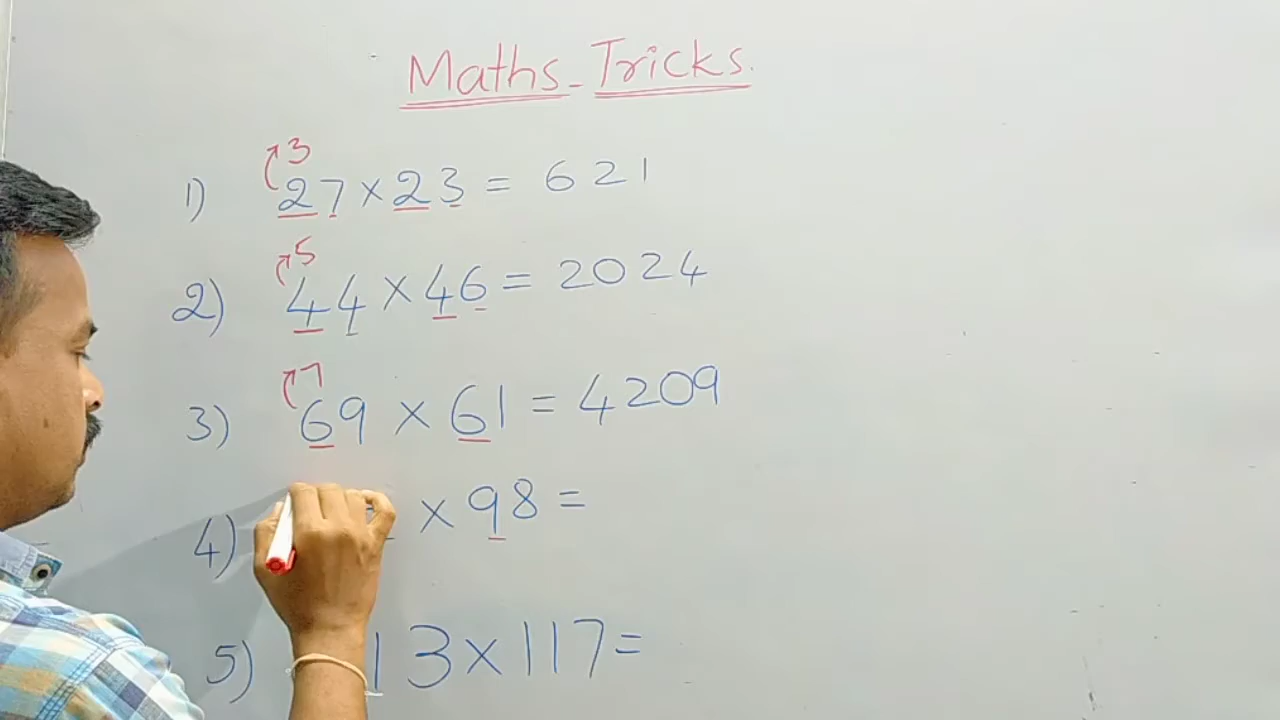 Maths-Tricks.
3
1) 27×23 = 621
5
2) 44×46 = 2024
7
3) 69 × 61 = 4209
4) × 98 =
5) 13×117=